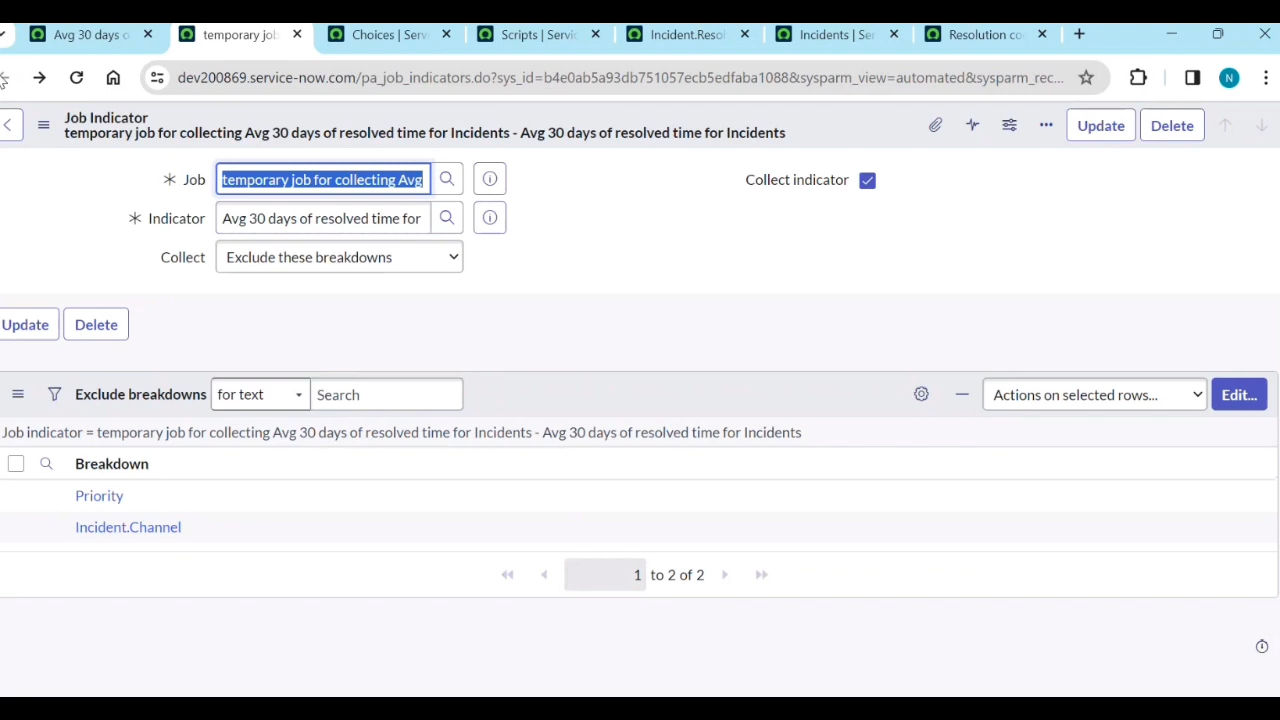 Avg 30 days o
temporary job
Choices | Serv
Scripts | Servic
Incident.Resol
Incidents | Ser
Resolution co
dev200869.service-now.com/pa_job_indicators.do?sys_id=b4e0ab5a93db751057ecb5edfaba1088&sysparm_view=automated&sysparm_rec...
N
Job Indicator
temporary job for collecting Avg 30 days of resolved time for Incidents - Avg 30 days of resolved time for Incidents
Update
Delete
Job
temporary job for collecting Avg
Collect indicator
Indicator
Avg 30 days of resolved time for
Collect
Exclude these breakdowns
Update
Delete
Exclude breakdowns
for text
Search
Actions on selected rows...
Edit...
Job indicator = temporary job for collecting Avg 30 days of resolved time for Incidents - Avg 30 days of resolved time for Incidents
Breakdown
Priority
Incident.Channel
1 to 2 of 2